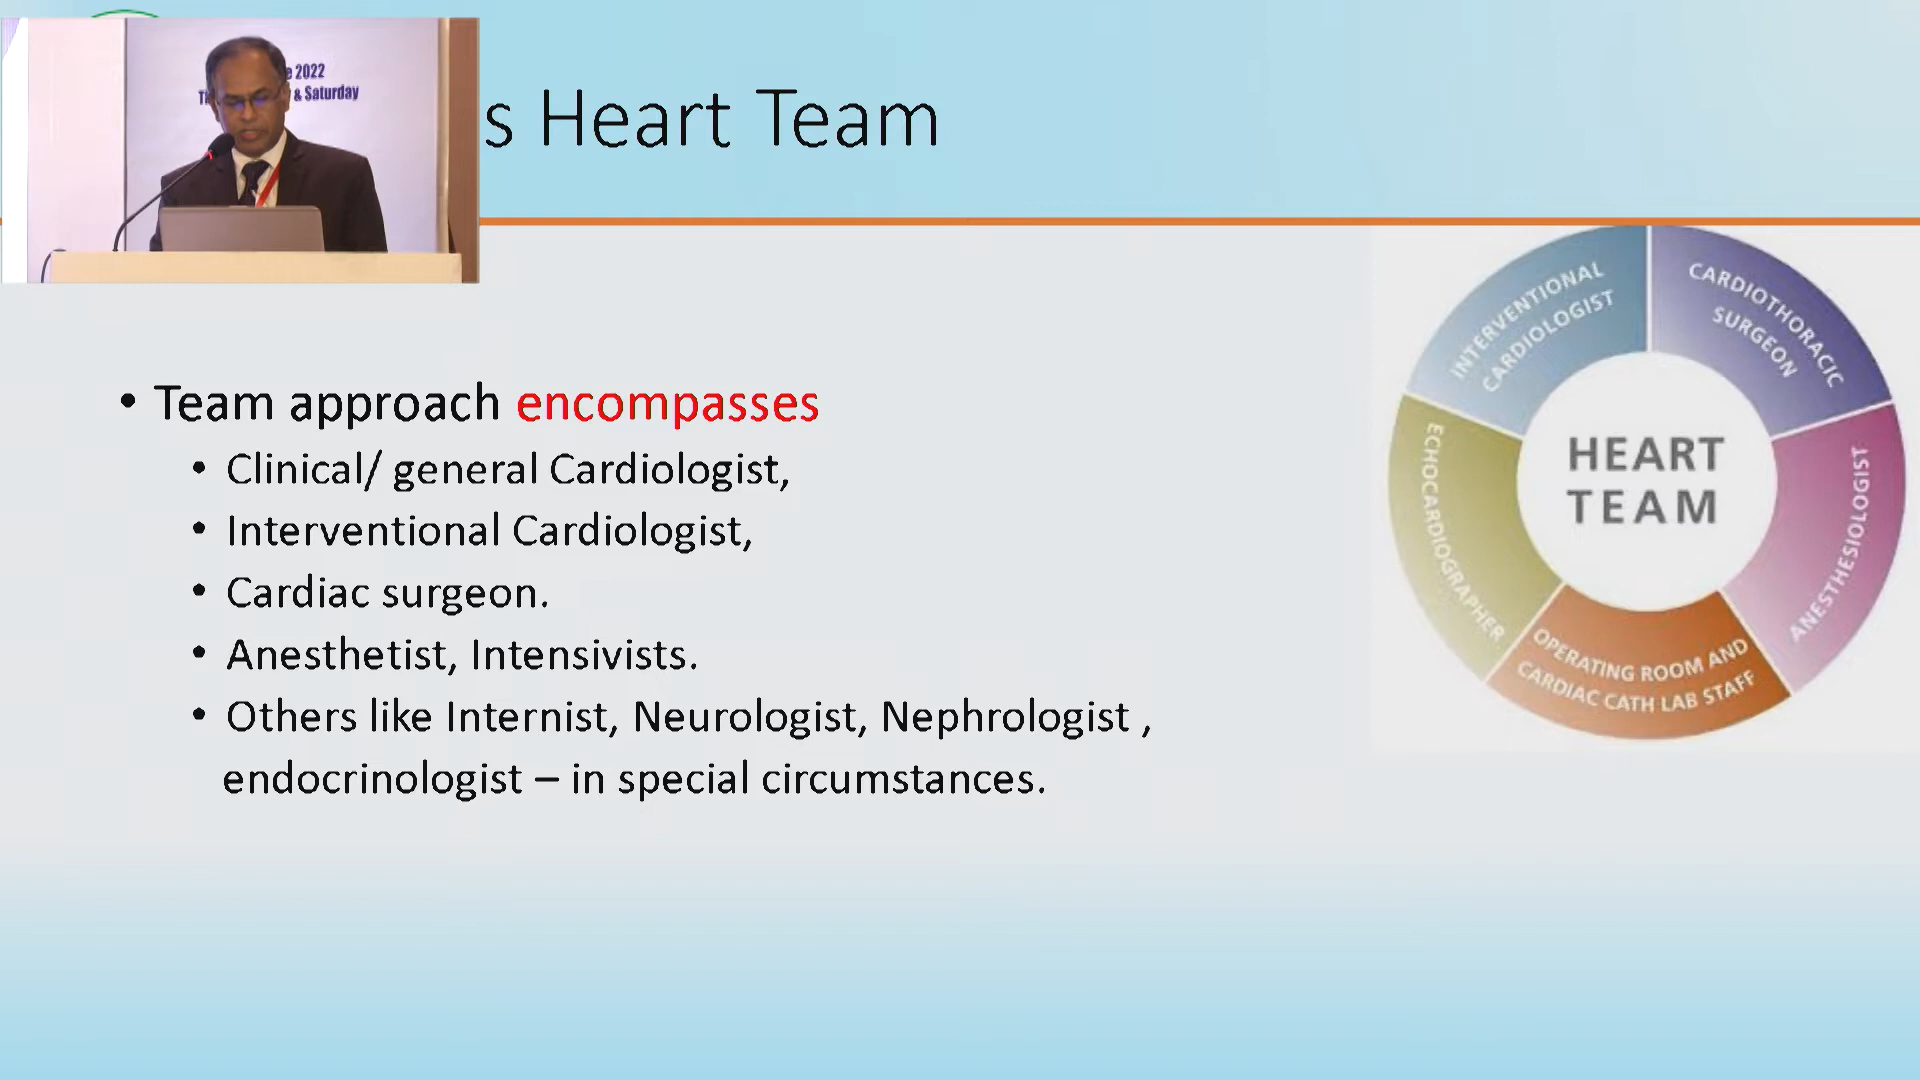 e 2022
& Saturday
s Heart Team
• Team approach encompasses
• Clinical/ general Cardiologist,
• Interventional Cardiologist,
• Cardiac surgeon.
• Anesthetist, Intensivists.
• Others like Internist, Neurologist, Nephrologist ,
endocrinologist – in special circumstances.
INTERVENTIONAL
CARDIOLOGIST
CARDIOTHORACIC
SURGEON
ECHOCARDIOGRAPHER
HEART
TEAM
ANESTHESIOLOGIST
OPERATING ROOM AND
CARDIAC CATH LAB STAFF